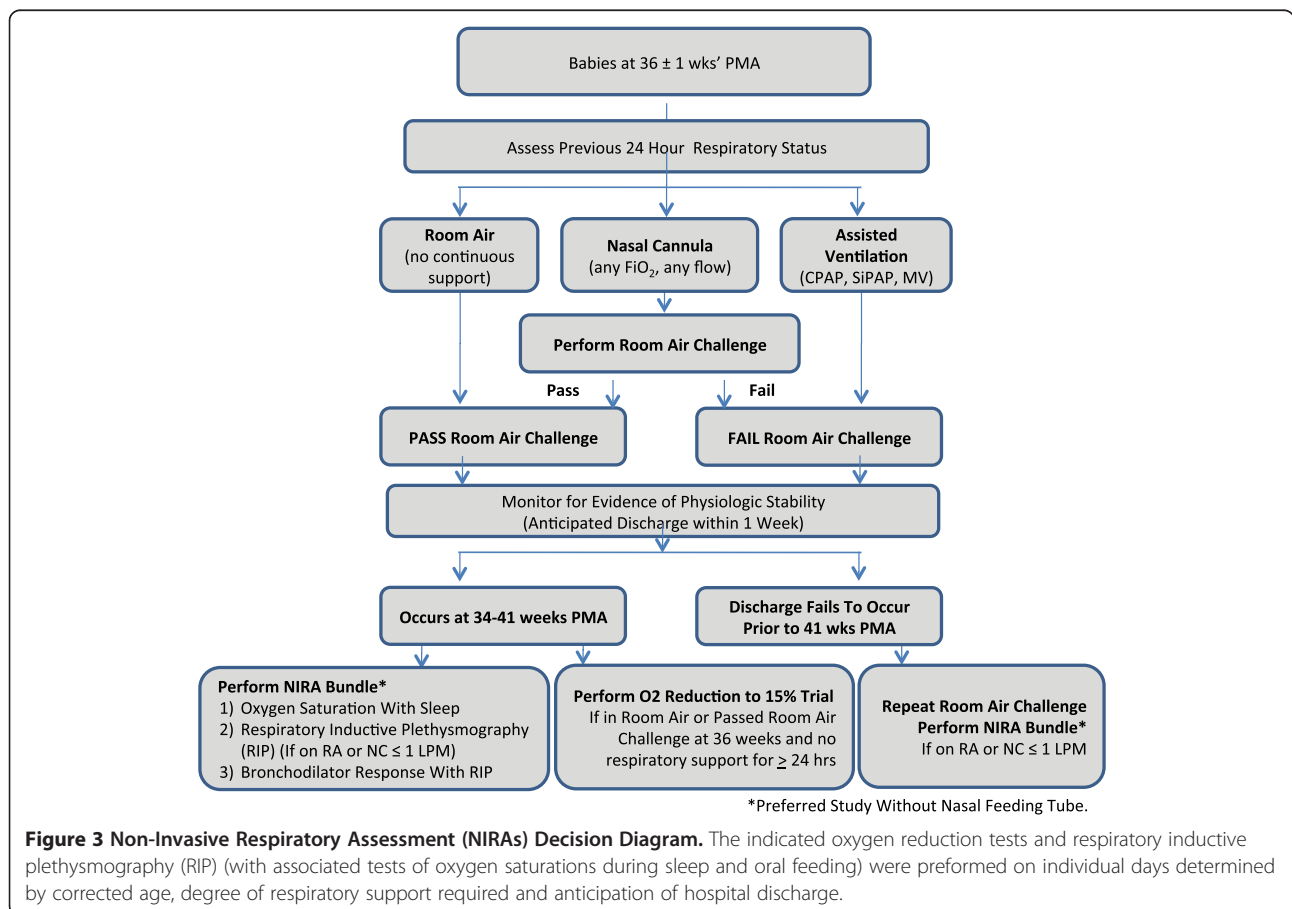 Babies at 36 ± 1 wks' PMA
Assess Previous 24 Hour Respiratory Status
Room Air
(no continuous
support)
Nasal Cannula
(any FiO₂, any flow)
Assisted
Ventilation
(CPAP, SiPAP, MV)
Perform Room Air Challenge
Pass
Fail
PASS Room Air Challenge
FAIL Room Air Challenge
Monitor for Evidence of Physiologic Stability
(Anticipated Discharge within 1 Week)
Occurs at 34-41 weeks PMA
Discharge Fails To Occur
Prior to 41 wks PMA
Perform NIRA Bundle*
1) Oxygen Saturation With Sleep
2) Respiratory Inductive Plethysmography
(RIP) (If on RA or NC ≤ 1 LPM)
3) Bronchodilator Response With RIP
Perform O2 Reduction to 15% Trial
If in Room Air or Passed Room Air
Challenge at 36 weeks and no
respiratory support for ≥ 24 hrs
Repeat Room Air Challenge
Perform NIRA Bundle*
If on RA or NC ≤ 1 LPM
*Preferred Study Without Nasal Feeding Tube.
Figure 3 Non-Invasive Respiratory Assessment (NIRAs) Decision Diagram. The indicated oxygen reduction tests and respiratory inductive
plethysmography (RIP) (with associated tests of oxygen saturations during sleep and oral feeding) were preformed on individual days determined
by corrected age, degree of respiratory support required and anticipation of hospital discharge.